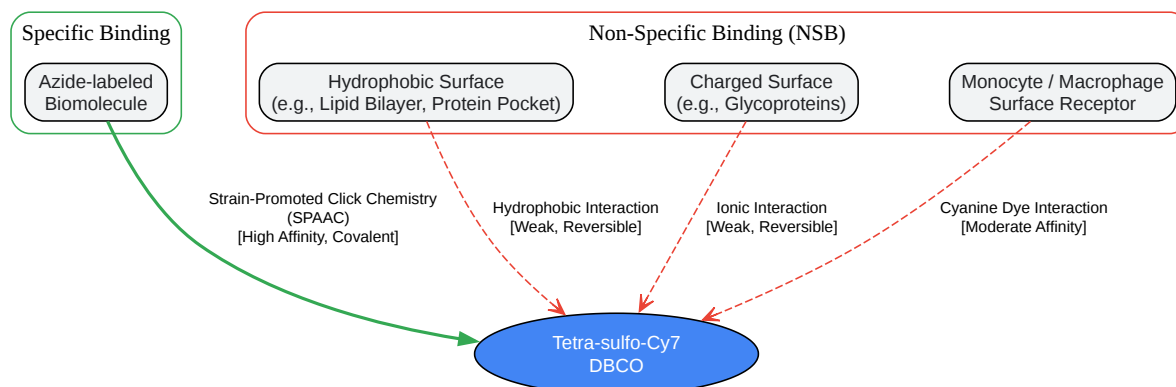 Specific Binding
Non-Specific Binding (NSB)
Azide-labeled
Biomolecule
Hydrophobic Surface
(e.g., Lipid Bilayer, Protein Pocket)
Charged Surface
(e.g., Glycoproteins)
Monocyte / Macrophage
Surface Receptor
Strain-Promoted Click Chemistry
(SPAAC)
[High Affinity, Covalent]
Hydrophobic Interaction
[Weak, Reversible]
Ionic Interaction
[Weak, Reversible]
Cyanine Dye Interaction
[Moderate Affinity]
Tetra-sulfo-Cy7
DBCO